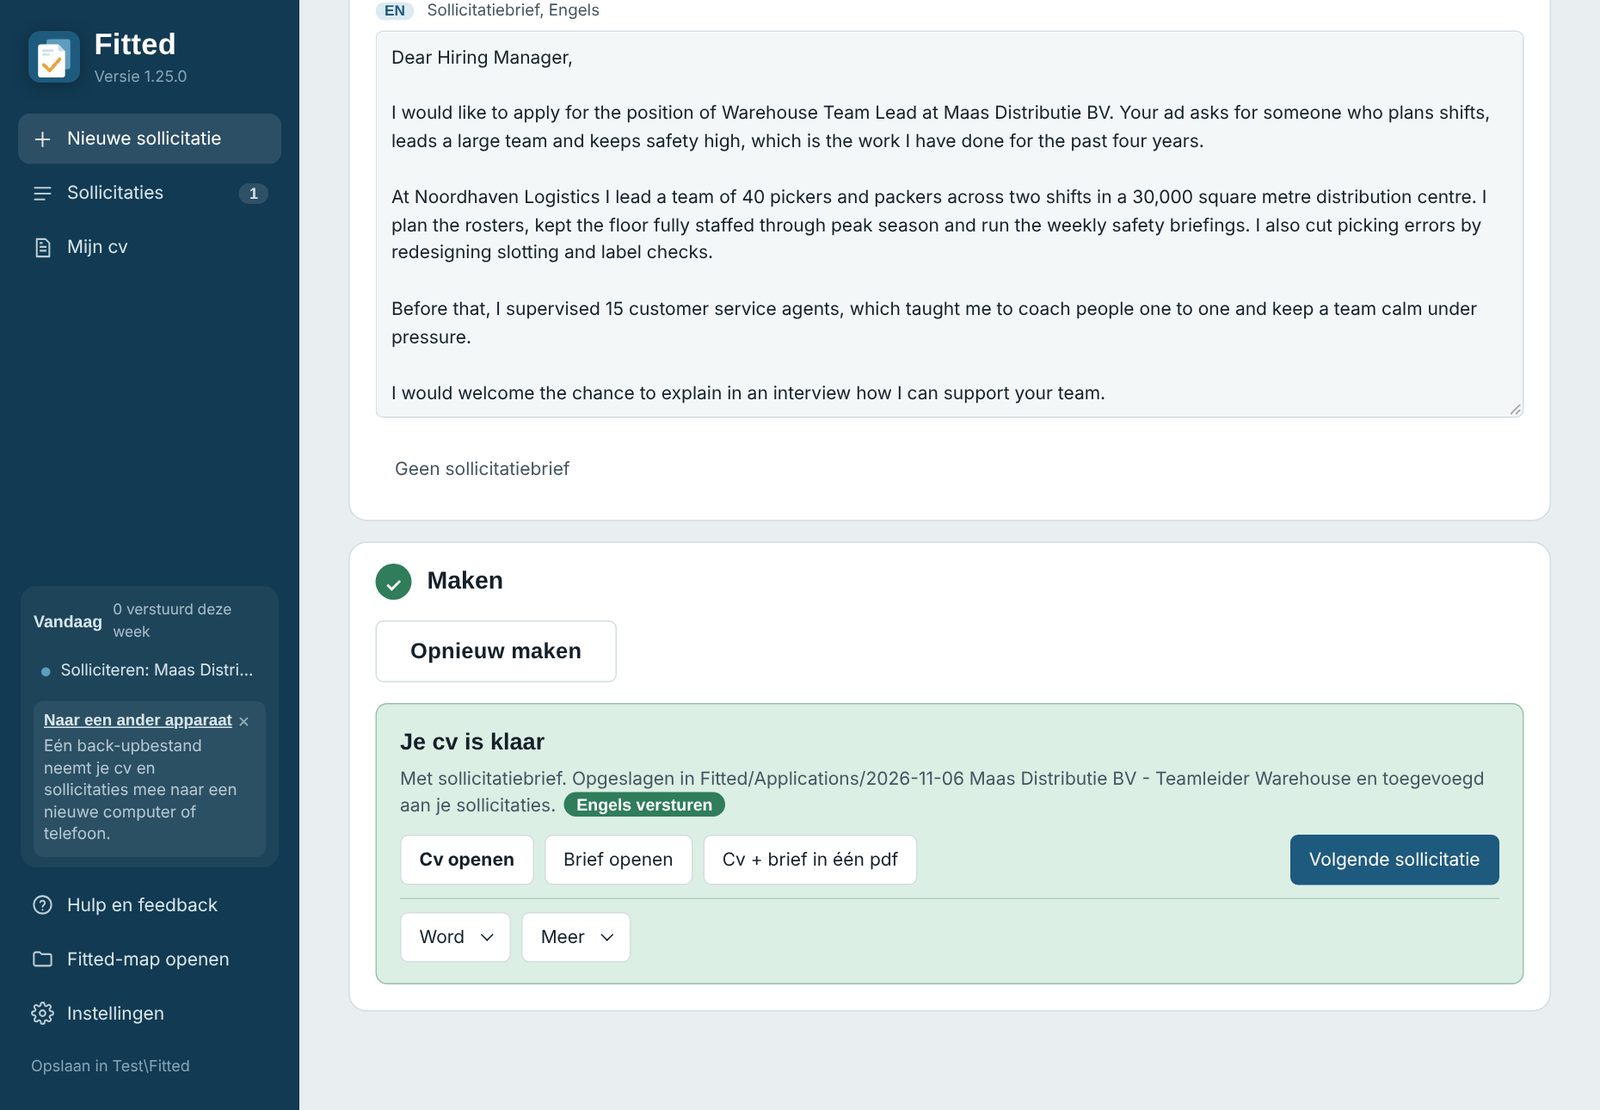 Fitted
Versie 1.25.0
Nieuwe sollicitatie
Sollicitaties 1
Mijn cv
Vandaag 0 verstuurd deze
week
Solliciteren: Maas Distri...
Naar een ander apparaat ×
Eén back-upbestand
neemt je cv en
sollicitaties mee naar een
nieuwe computer of
telefoon.
Hulp en feedback
Fitted-map openen
Instellingen
Opslaan in Test\Fitted
EN Sollicitatiebrief, Engels
Dear Hiring Manager,
I would like to apply for the position of Warehouse Team Lead at Maas Distributie BV. Your ad asks for someone who plans shifts,
leads a large team and keeps safety high, which is the work I have done for the past four years.
At Noordhaven Logistics I lead a team of 40 pickers and packers across two shifts in a 30,000 square metre distribution centre. I
plan the rosters, kept the floor fully staffed through peak season and run the weekly safety briefings. I also cut picking errors by
redesigning slotting and label checks.
Before that, I supervised 15 customer service agents, which taught me to coach people one to one and keep a team calm under
pressure.
I would welcome the chance to explain in an interview how I can support your team.
Geen sollicitatiebrief
Maken
Opnieuw maken
Je cv is klaar
Met sollicitatiebrief. Opgeslagen in Fitted/Applications/2026-11-06 Maas Distributie BV - Teamleider Warehouse en toegevoegd
aan je sollicitaties. Engels versturen
Cv openen Brief openen Cv + brief in één pdf Volgende sollicitatie
Word Meer